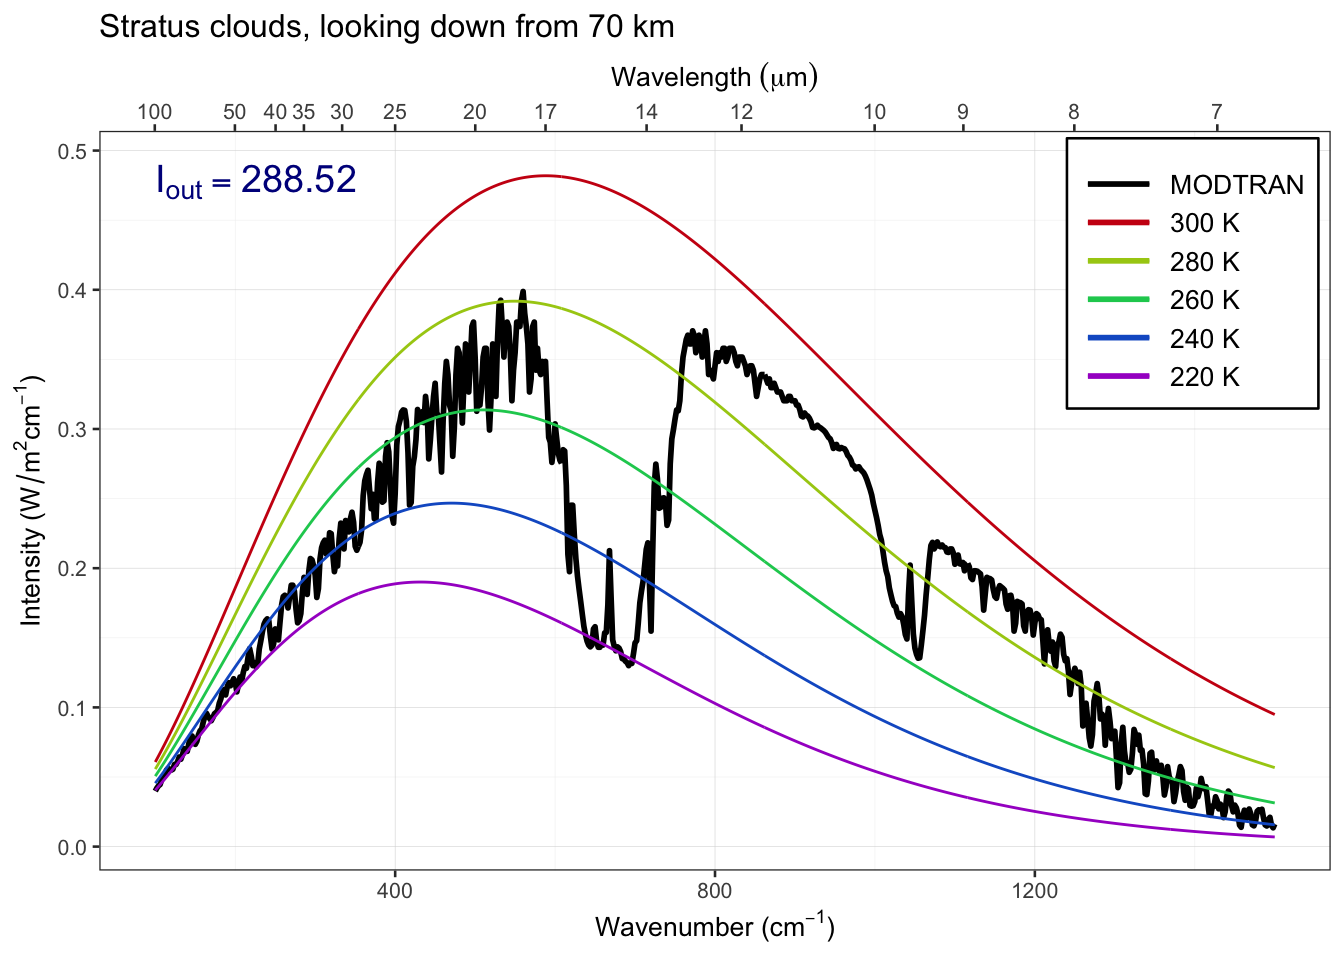 Stratus clouds, looking down from 70 km
Wavelength (μm)
100 50 40 35 30 25 20 17 14 12 10 9 8 7
I_out = 288.52
MODTRAN
300 K
280 K
260 K
240 K
220 K
0.5
0.4
0.3
0.2
0.1
0.0
Intensity (W/m²cm⁻¹)
400 800 1200
Wavenumber (cm⁻¹)